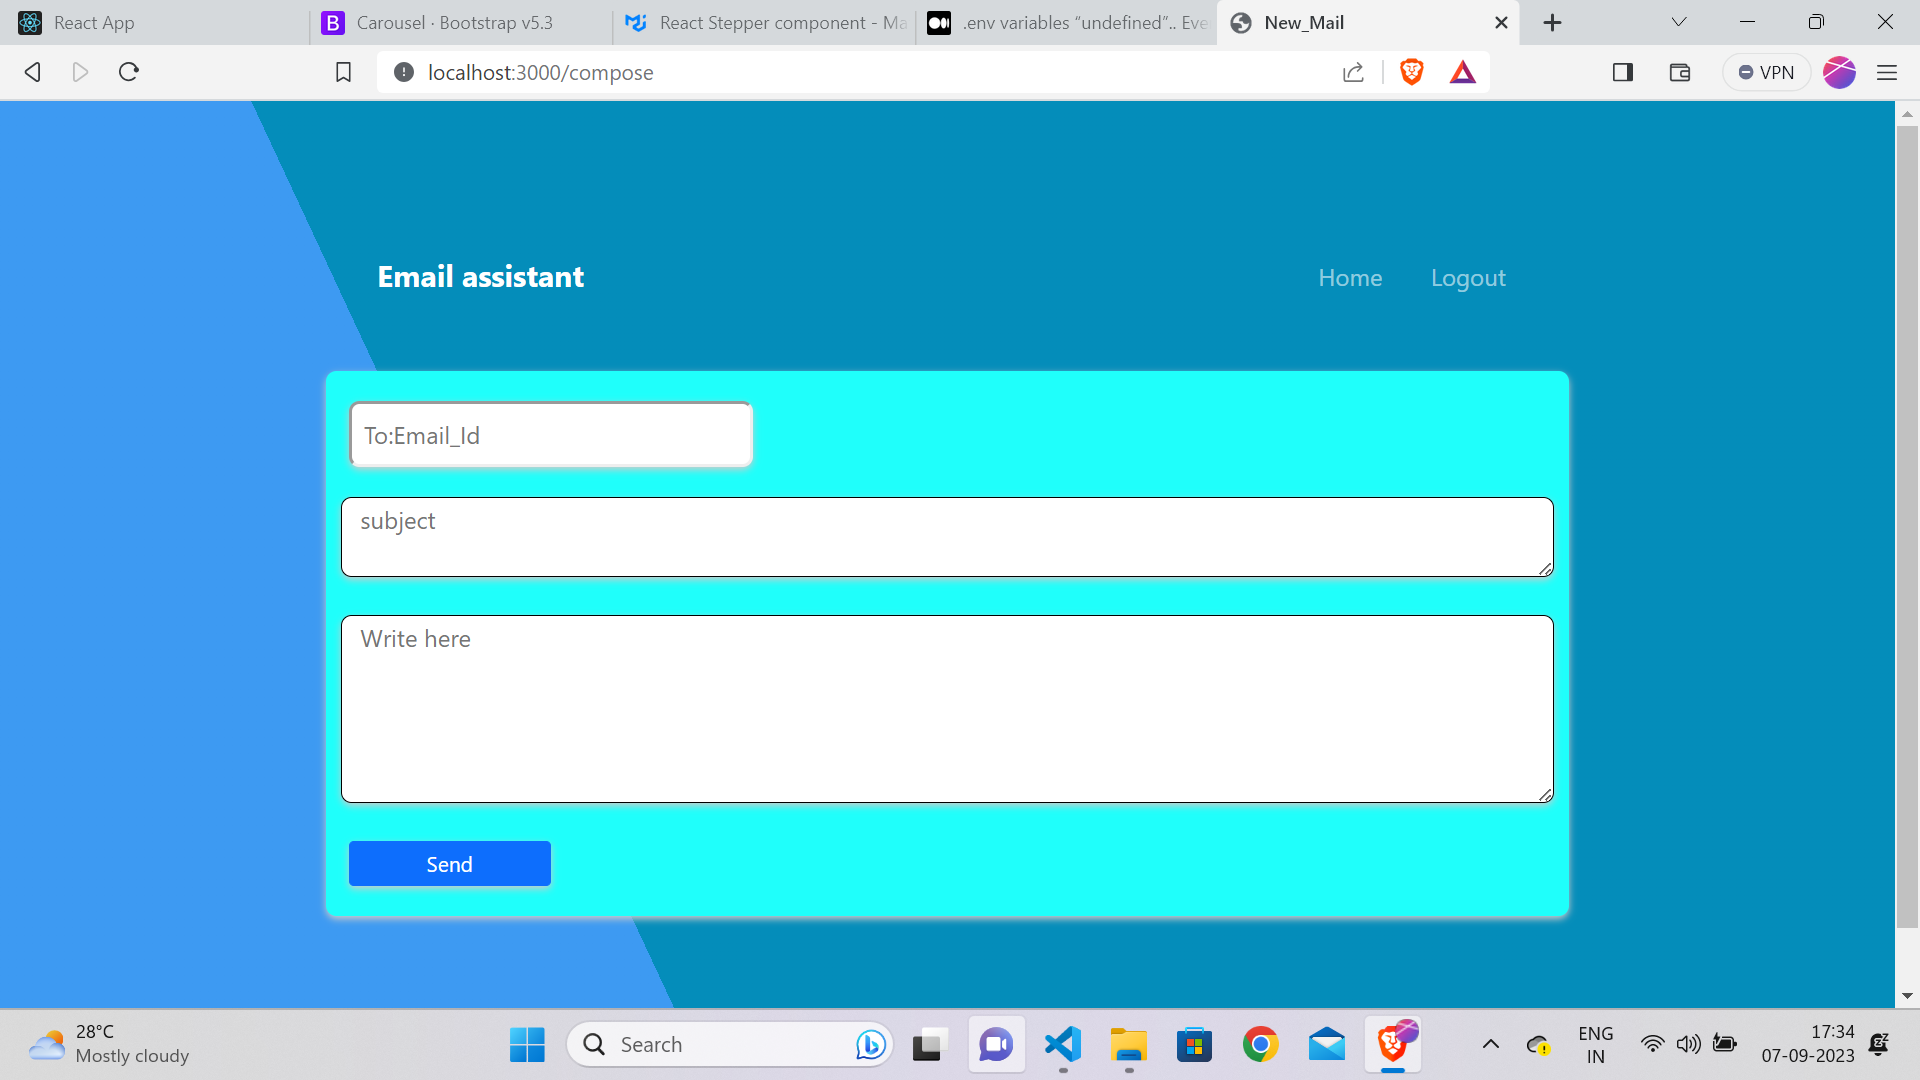 React App
Carousel · Bootstrap v5.3
React Stepper component - Ma
.env variables “undefined”.. Eve
New_Mail
localhost:3000/compose
VPN
Email assistant
Home
Logout
To:Email_Id
subject
Write here
Send
28°C
Mostly cloudy
Search
ENG
IN
17:34
07-09-2023